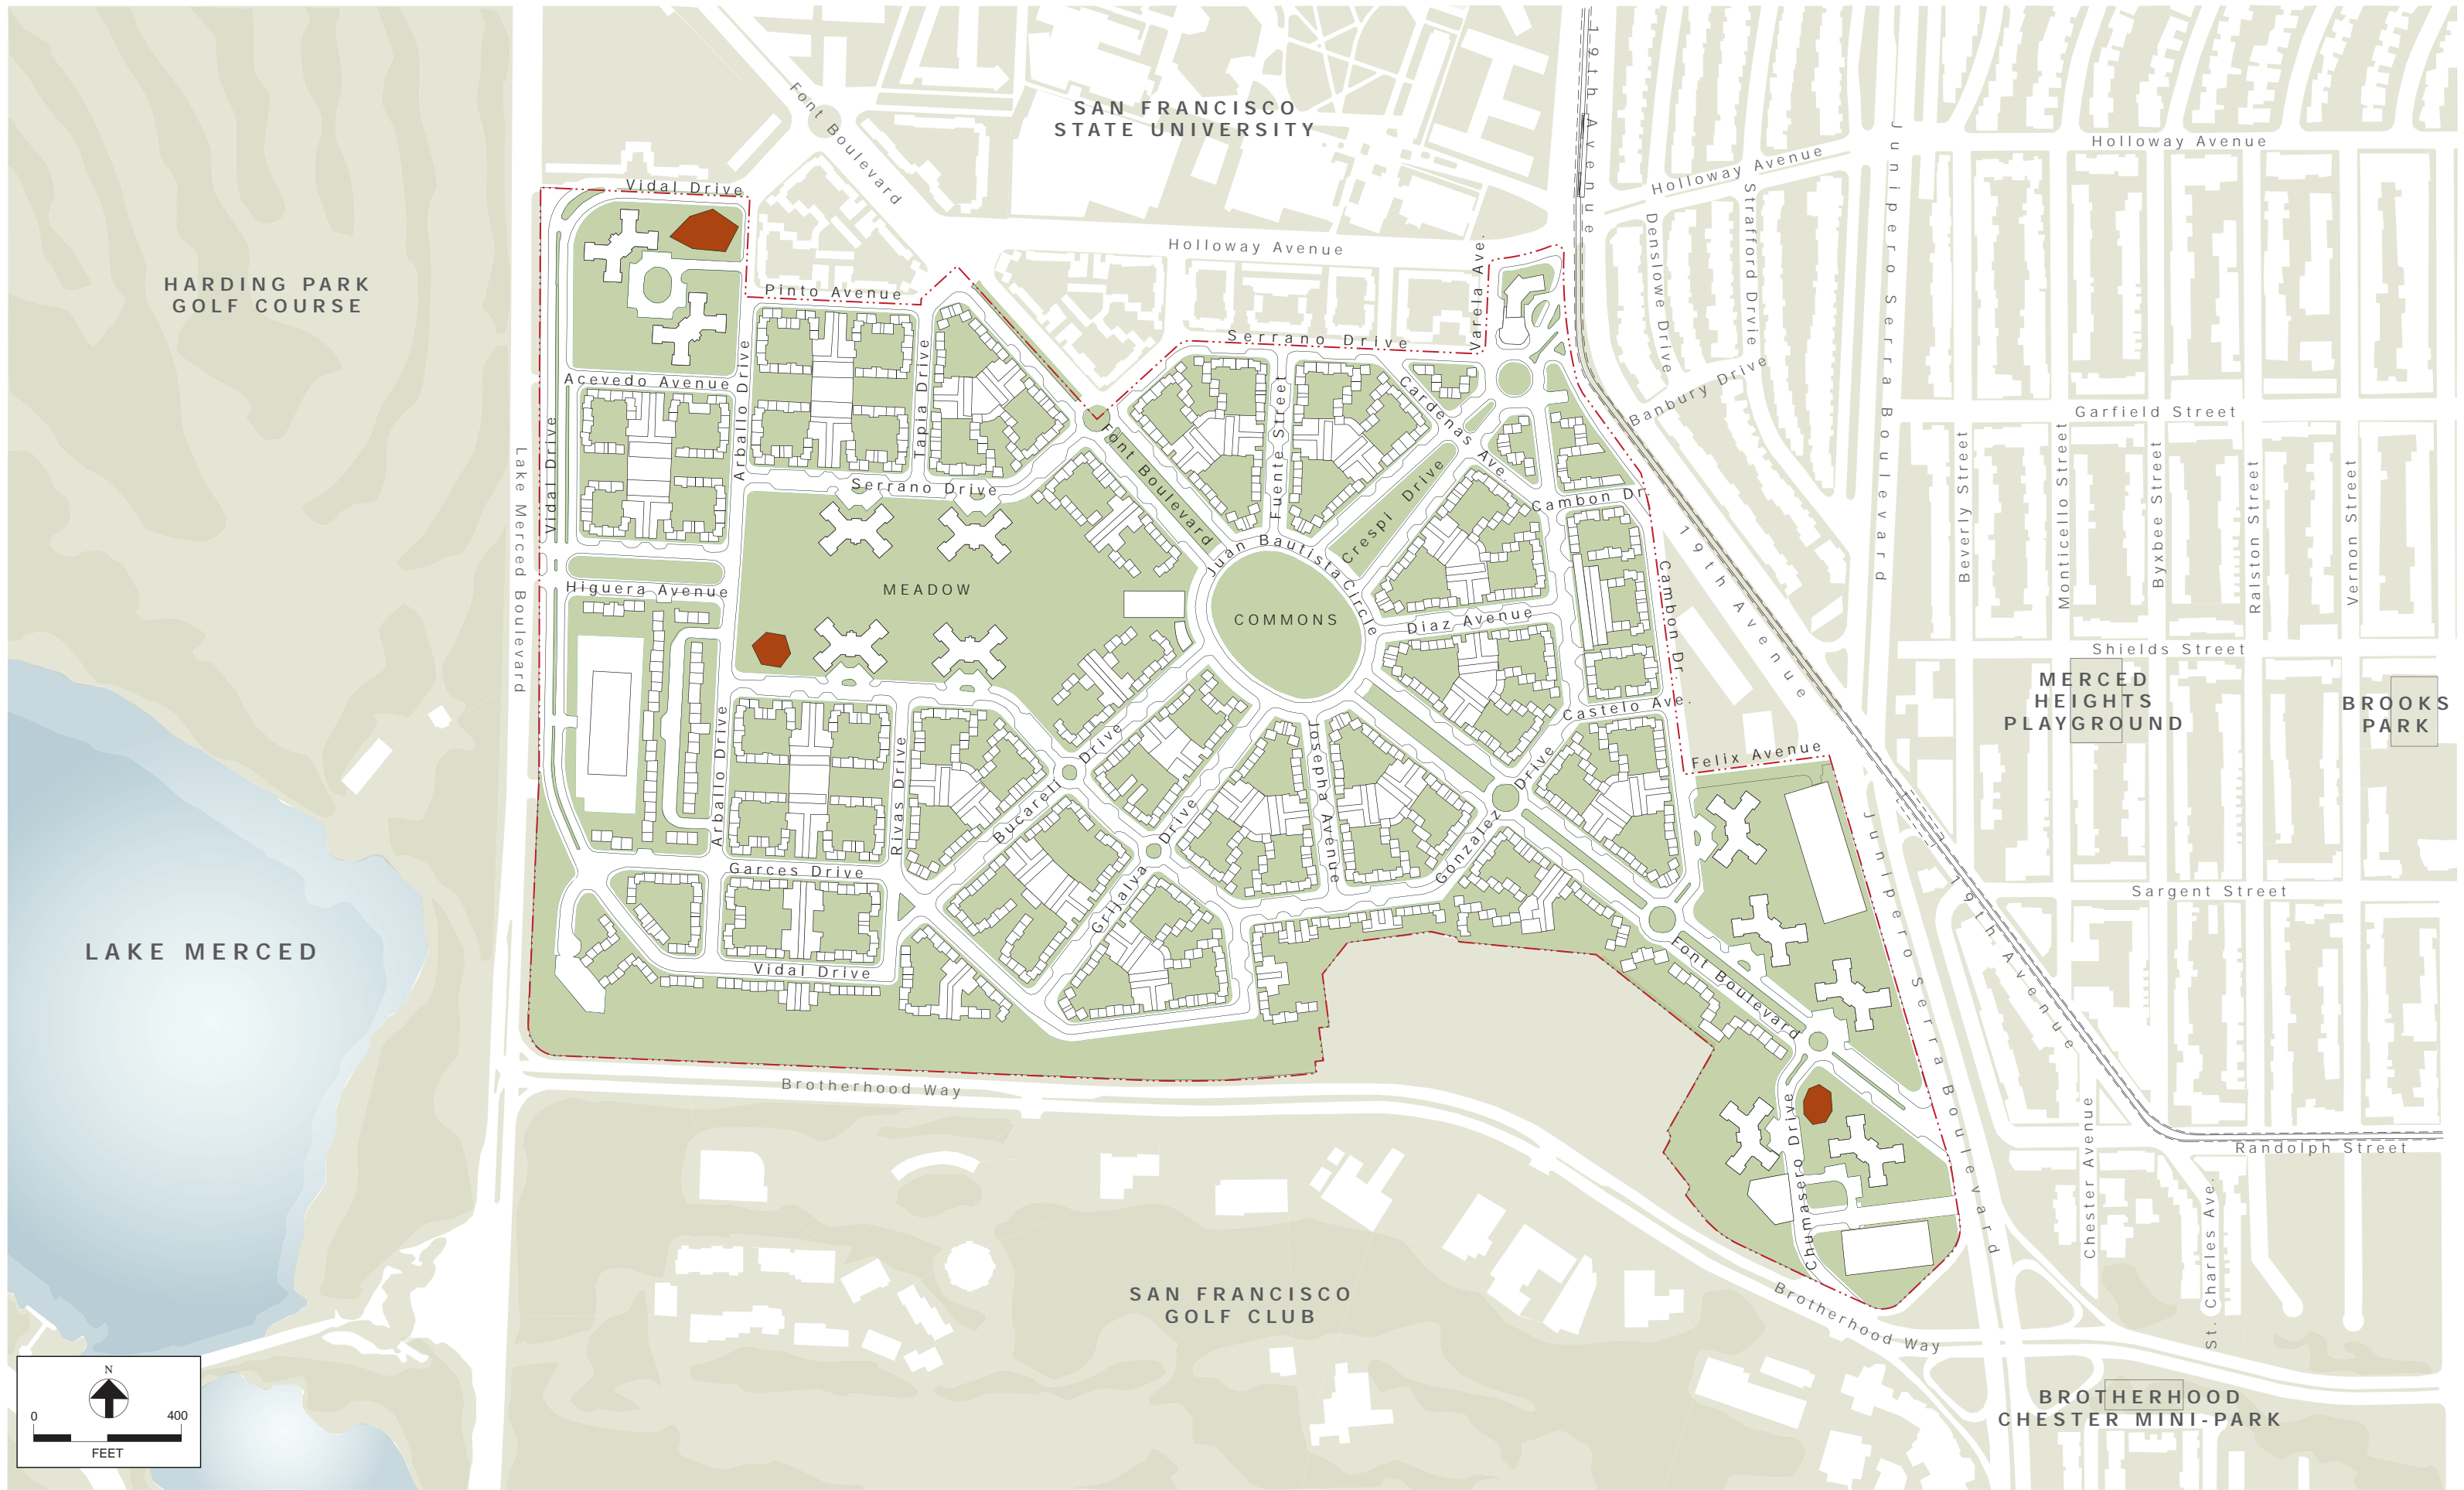 19th Avenue
Font Boulevard
SAN FRANCISCO
STATE UNIVERSITY
Junipero Serra Boulevard
Holloway Avenue
Holloway Avenue
Vidal Drive
Strafford Drvie
Denslowe Drive
Holloway Avenue
Varela Ave.
HARDING PARK
GOLF COURSE
Pinto Avenue
Serrano Drive
Banbury Drive
Acevedo Avenue
Arballo Drive
Tapia Drive
Fuente Street
Cardenas Ave.
Garfield Street
Vidal Drive
Lake Merced Boulevard
Font Boulevard
Crespi Drive
Serrano Drive
Cambon Dr.
Beverly Street
Monticello Street
Byxbee Street
Ralston Street
Vernon Street
19th Avenue
Juan Bautista Circle
MEADOW
Higuera Avenue
COMMONS
Diaz Avenue
Cambon Dr.
Shields Street
MERCED
HEIGHTS
PLAYGROUND
BROOKS
PARK
Castelo Ave.
Arballo Drive
Rivas Drive
Bucareli Drive
Josepha Avenue
Gonzalez Drive
Felix Avenue
Grijalva Drive
Garces Drive
Junipero Serra Boulevard
19th Avenue
Sargent Street
LAKE MERCED
Vidal Drive
Font Boulevard
Brotherhood Way
Chumasero Drive
Chester Avenue
Randolph Street
St. Charles Ave.
SAN FRANCISCO
GOLF CLUB
Brotherhood Way
N
0 400
FEET
BROTHERHOOD
CHESTER MINI-PARK